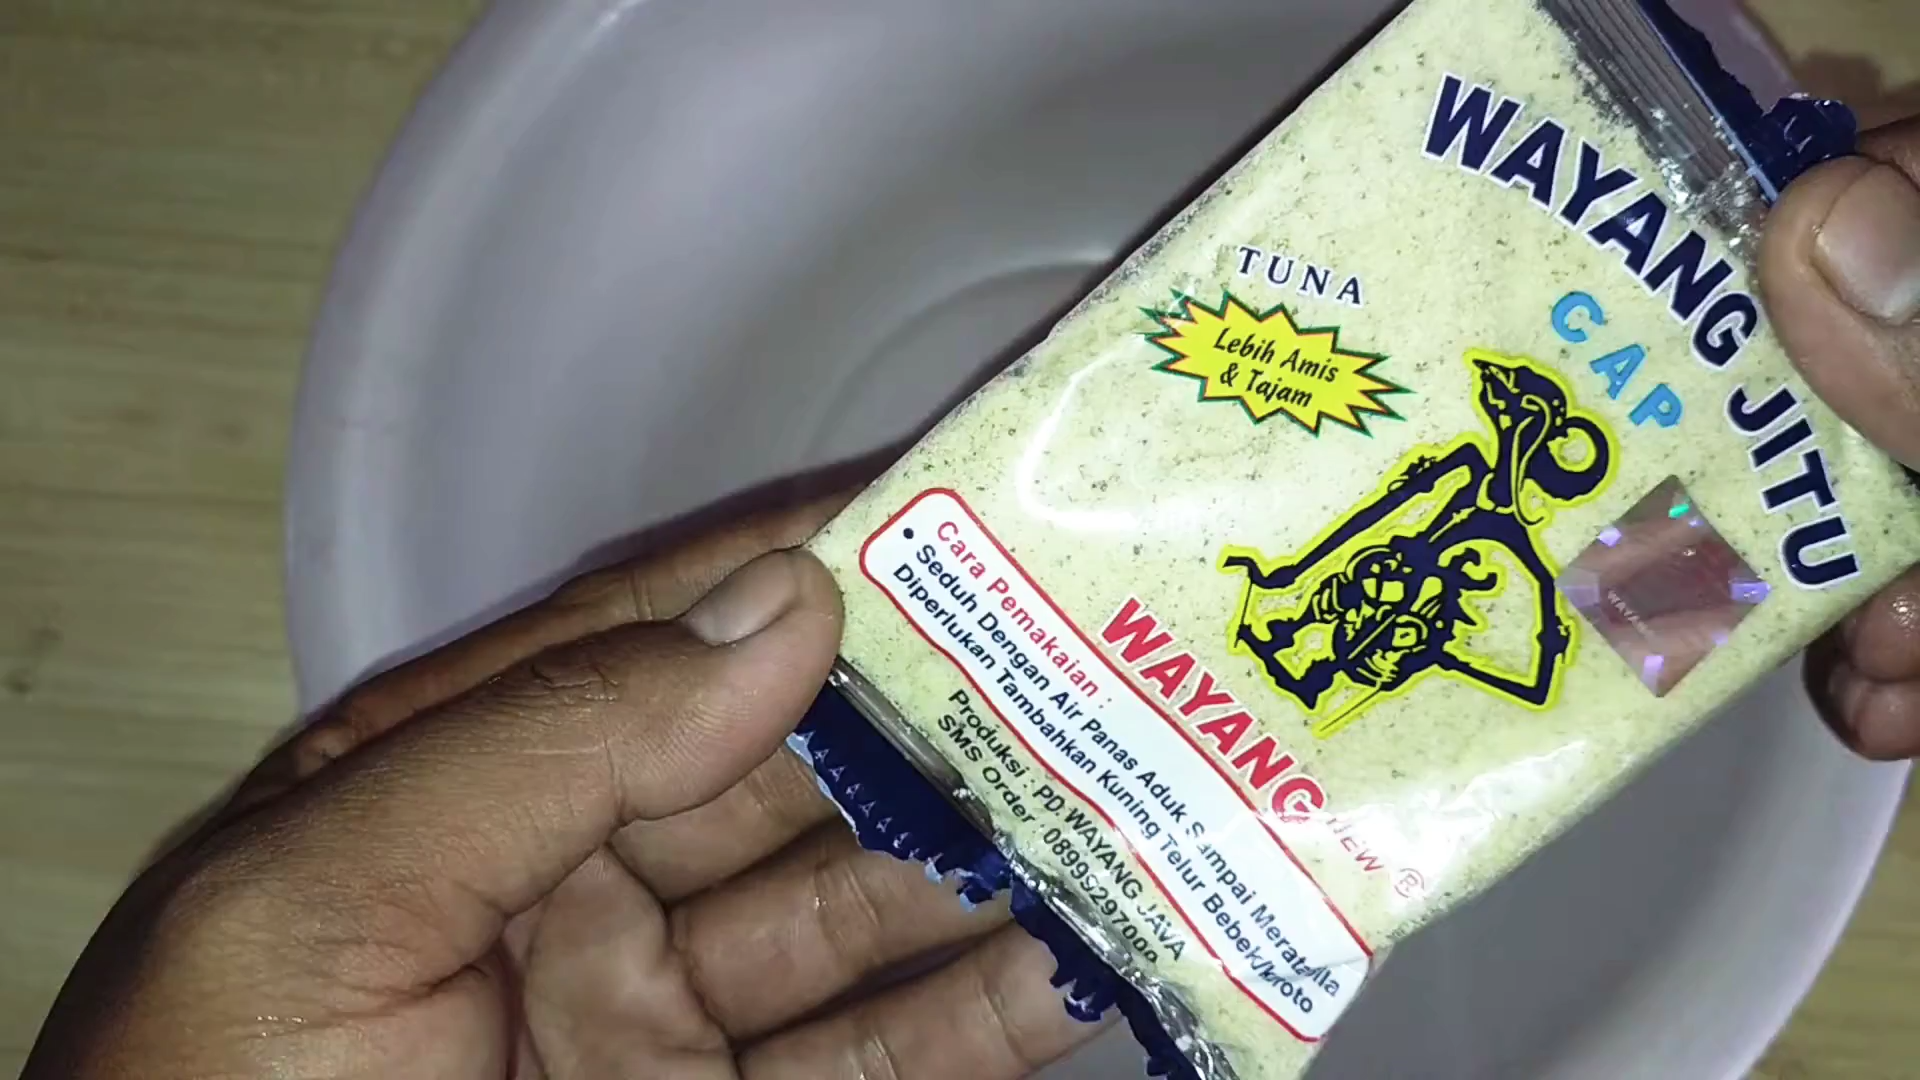 WAYANG JITU
CAP
TUNA
Lebih Amis
& Tajam
WAYANG
NEW ®
Cara Pemakaian :
• Seduh Dengan Air Panas Aduk Sampai Merata
Diperlukan Tambahkan Kuning Telur Bebek/kroto
Produksi : PD.WAYANG JAVA
SMS Order :